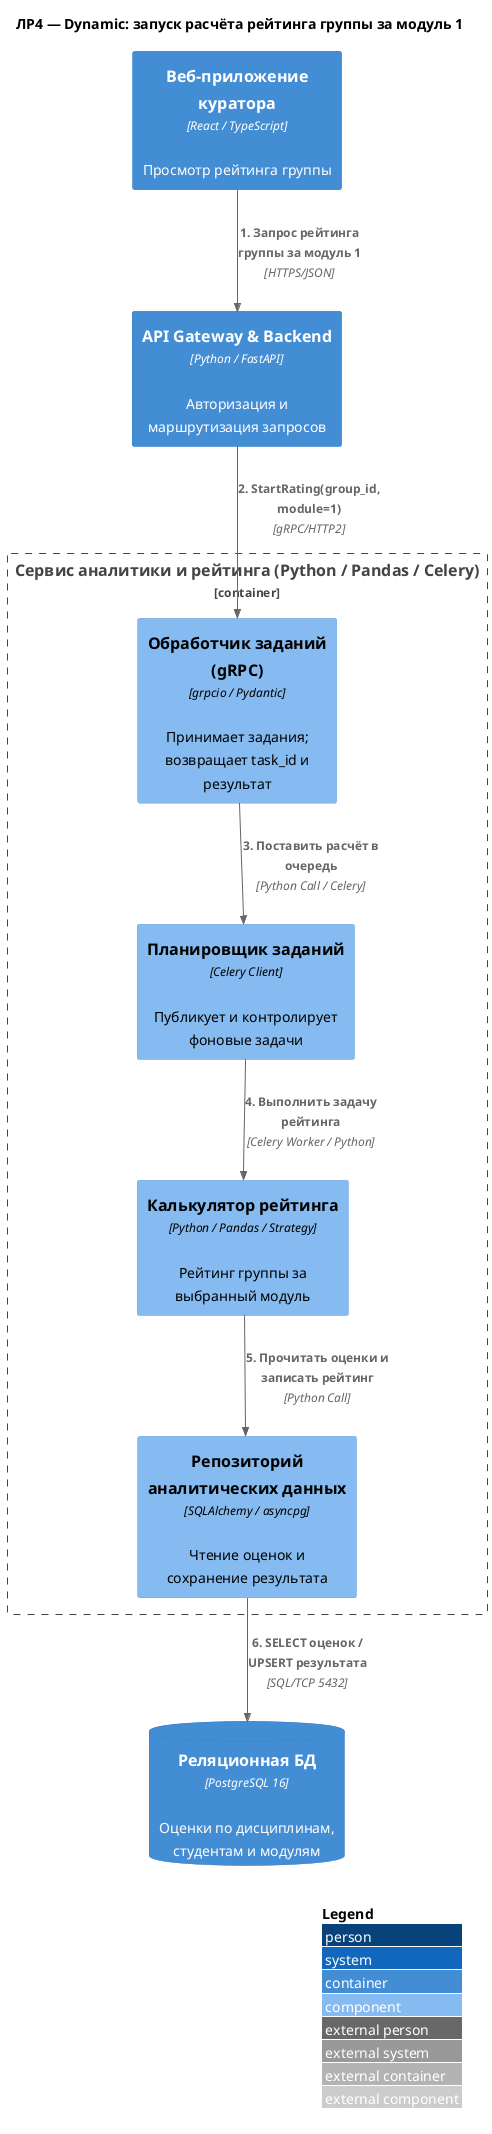 ЛР4 — Dynamic: запуск расчёта рейтинга группы за модуль 1
Веб-приложение
куратора
[React / TypeScript]
Просмотр рейтинга группы
1. Запрос рейтинга
группы за модуль 1
[HTTPS/JSON]
API Gateway & Backend
[Python / FastAPI]
Авторизация и
маршрутизация запросов
2. StartRating(group_id,
module=1)
[gRPC/HTTP2]
Сервис аналитики и рейтинга (Python / Pandas / Celery)
[container]
Обработчик заданий
(gRPC)
[grpcio / Pydantic]
Принимает задания;
возвращает task_id и
результат
3. Поставить расчёт в
очередь
[Python Call / Celery]
Планировщик заданий
[Celery Client]
Публикует и контролирует
фоновые задачи
4. Выполнить задачу
рейтинга
[Celery Worker / Python]
Калькулятор рейтинга
[Python / Pandas / Strategy]
Рейтинг группы за
выбранный модуль
5. Прочитать оценки и
записать рейтинг
[Python Call]
Репозиторий
аналитических данных
[SQLAlchemy / asyncpg]
Чтение оценок и
сохранение результата
6. SELECT оценок /
UPSERT результата
[SQL/TCP 5432]
Реляционная БД
[PostgreSQL 16]
Оценки по дисциплинам,
студентам и модулям
Legend
person
system
container
component
external person
external system
external container
external component